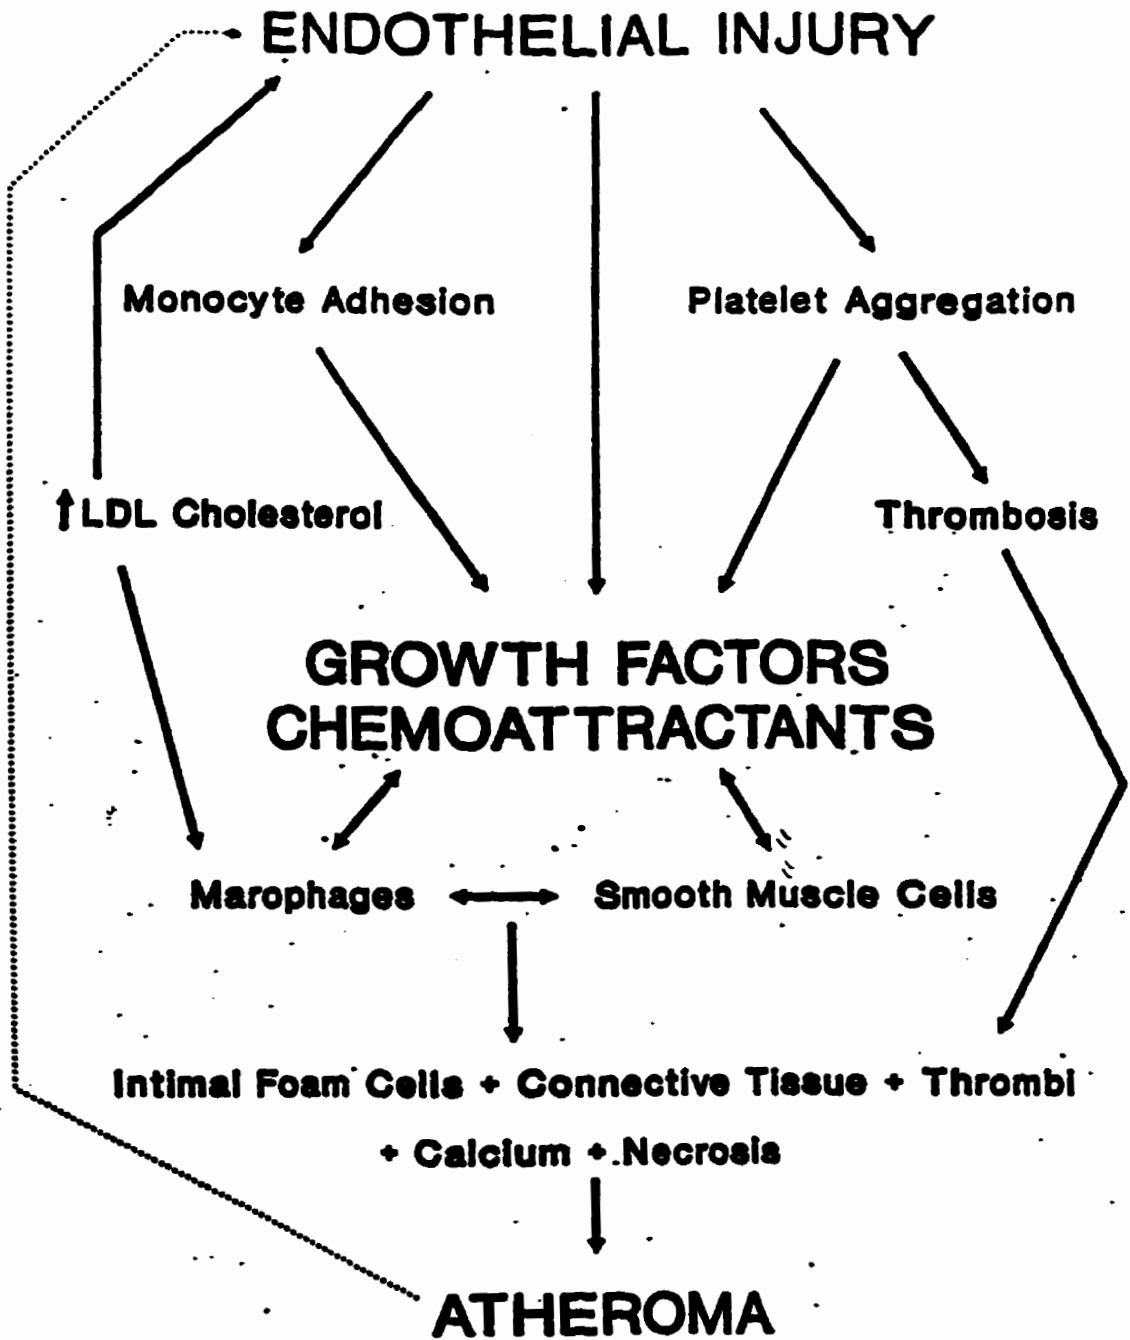 ENDOTHELIAL INJURY
Monocyte Adhesion
Platelet Aggregation
↑LDL Cholesterol
Thrombosis
GROWTH FACTORS
CHEMOATTRACTANTS
Marophages
Smooth Muscle Cells
Intimal Foam Cells + Connective Tissue + Thrombi
+ Calcium + Necrosis
ATHEROMA